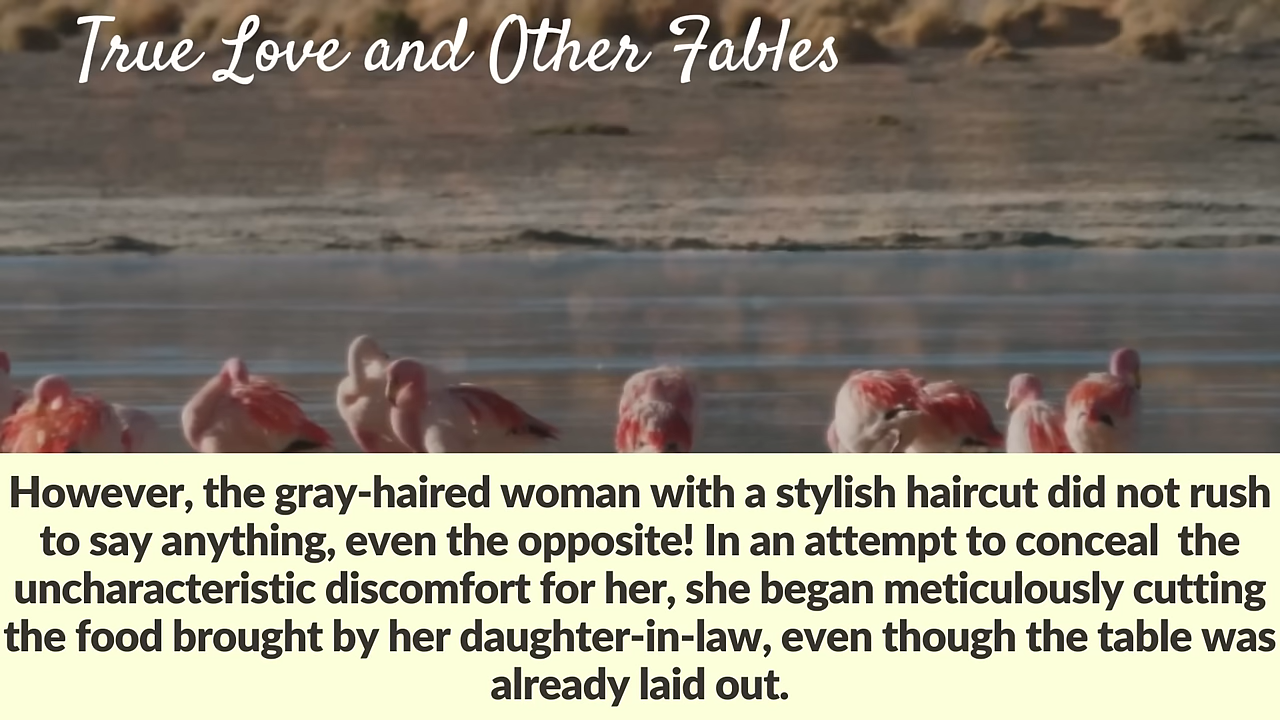 True Love and Other Fables
However, the gray-haired woman with a stylish haircut did not rush
to say anything, even the opposite! In an attempt to conceal  the
uncharacteristic discomfort for her, she began meticulously cutting
the food brought by her daughter-in-law, even though the table was
already laid out.